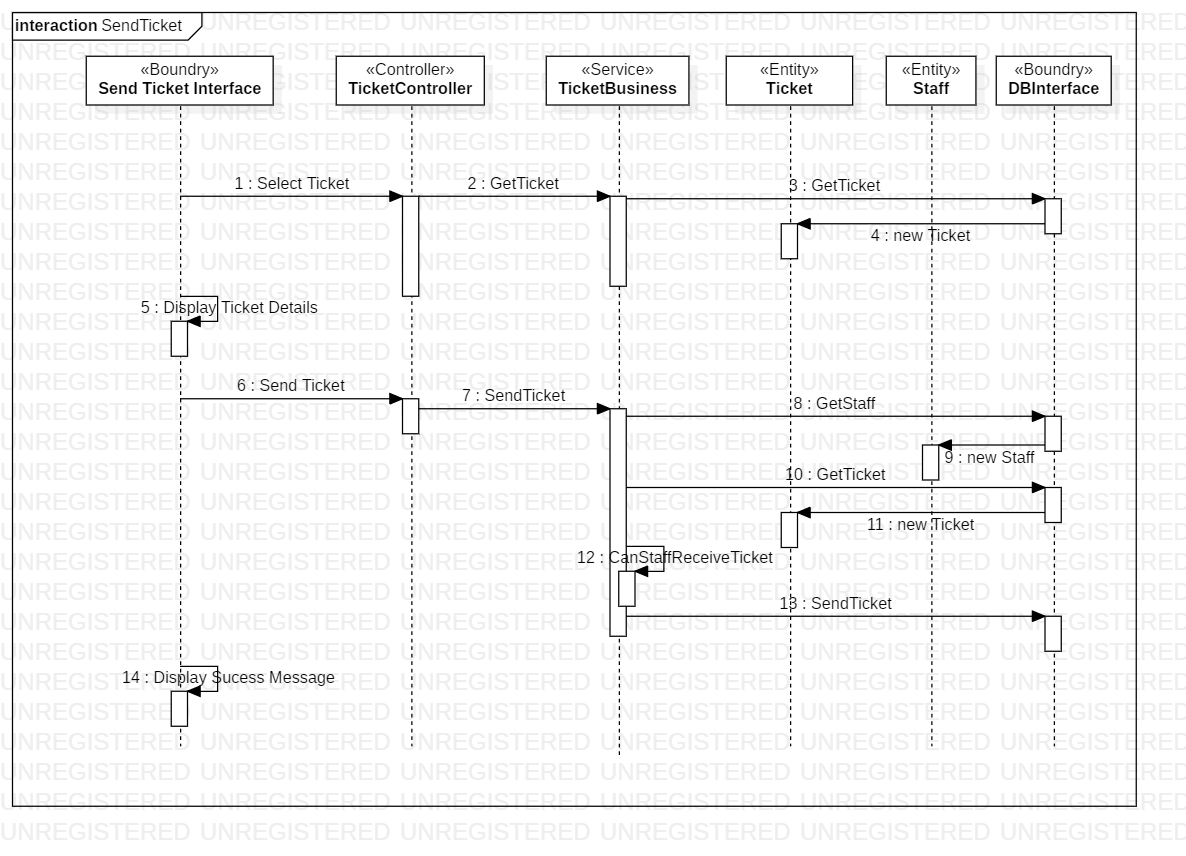 interaction SendTicket
«Boundry»
Send Ticket Interface
«Controller»
TicketController
«Service»
TicketBusiness
«Entity»
Ticket
«Entity»
Staff
«Boundry»
DBInterface
1 : Select Ticket
2 : GetTicket
3 : GetTicket
4 : new Ticket
5 : Display Ticket Details
6 : Send Ticket
7 : SendTicket
8 : GetStaff
9 : new Staff
10 : GetTicket
11 : new Ticket
12 : CanStaffReceiveTicket
13 : SendTicket
14 : Display Sucess Message
UNREGISTERED UNREGISTERED UNREGISTERED UNREGISTERED UNREGISTERED UNREGISTERED